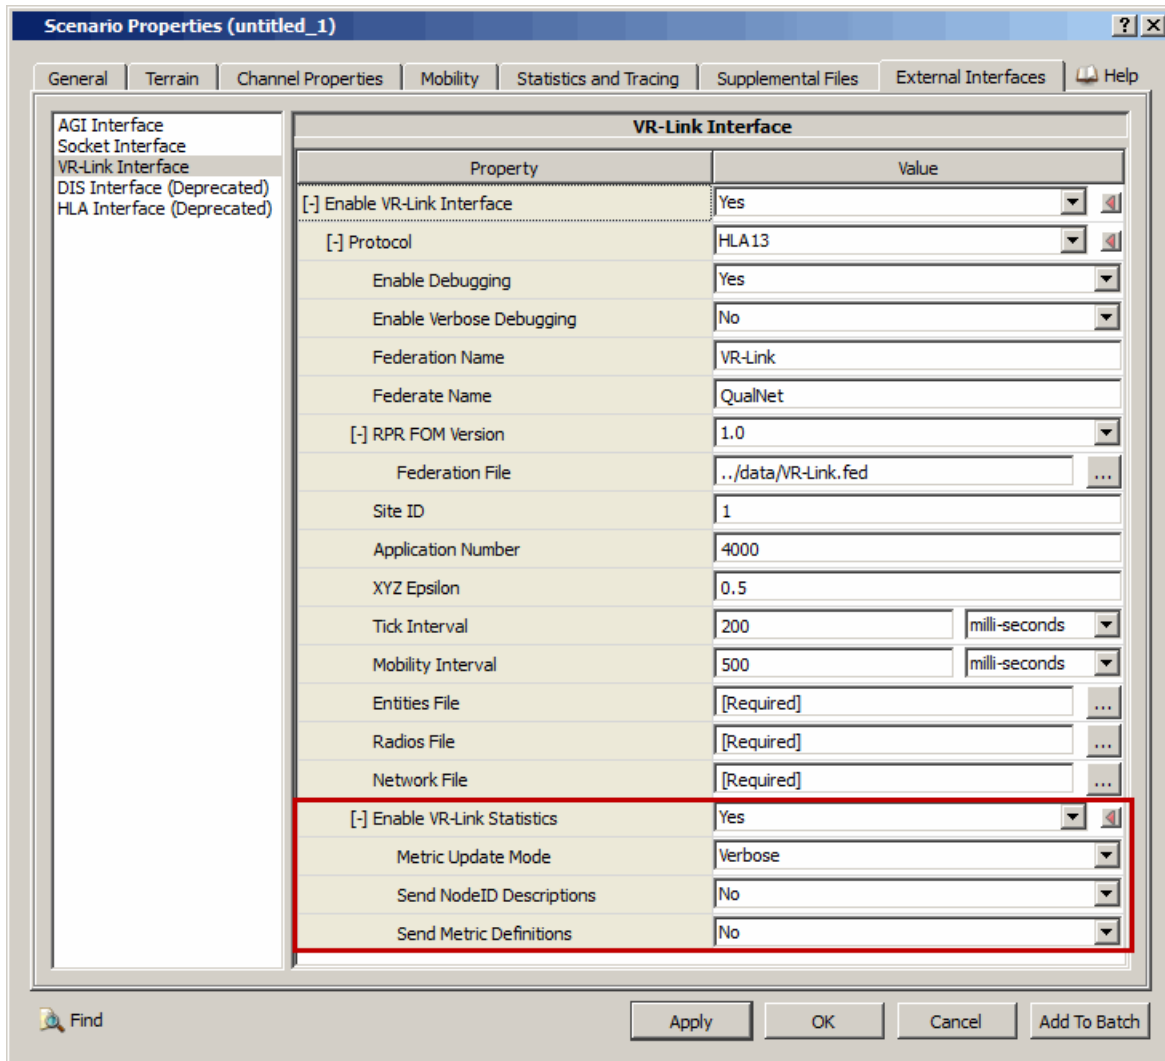 Scenario Properties (untitled_1)
General Terrain Channel Properties Mobility Statistics and Tracing Supplemental Files External Interfaces Help
AGI Interface
Socket Interface
VR-Link Interface
DIS Interface (Deprecated)
HLA Interface (Deprecated)
VR-Link Interface
Property Value
[-] Enable VR-Link Interface Yes
[-] Protocol HLA13
Enable Debugging Yes
Enable Verbose Debugging No
Federation Name VR-Link
Federate Name QualNet
[-] RPR FOM Version 1.0
Federation File ../data/VR-Link.fed ...
Site ID 1
Application Number 4000
XYZ Epsilon 0.5
Tick Interval 200 milli-seconds
Mobility Interval 500 milli-seconds
Entities File [Required] ...
Radios File [Required] ...
Network File [Required] ...
[-] Enable VR-Link Statistics Yes
Metric Update Mode Verbose
Send NodeID Descriptions No
Send Metric Definitions No
Find Apply OK Cancel Add To Batch